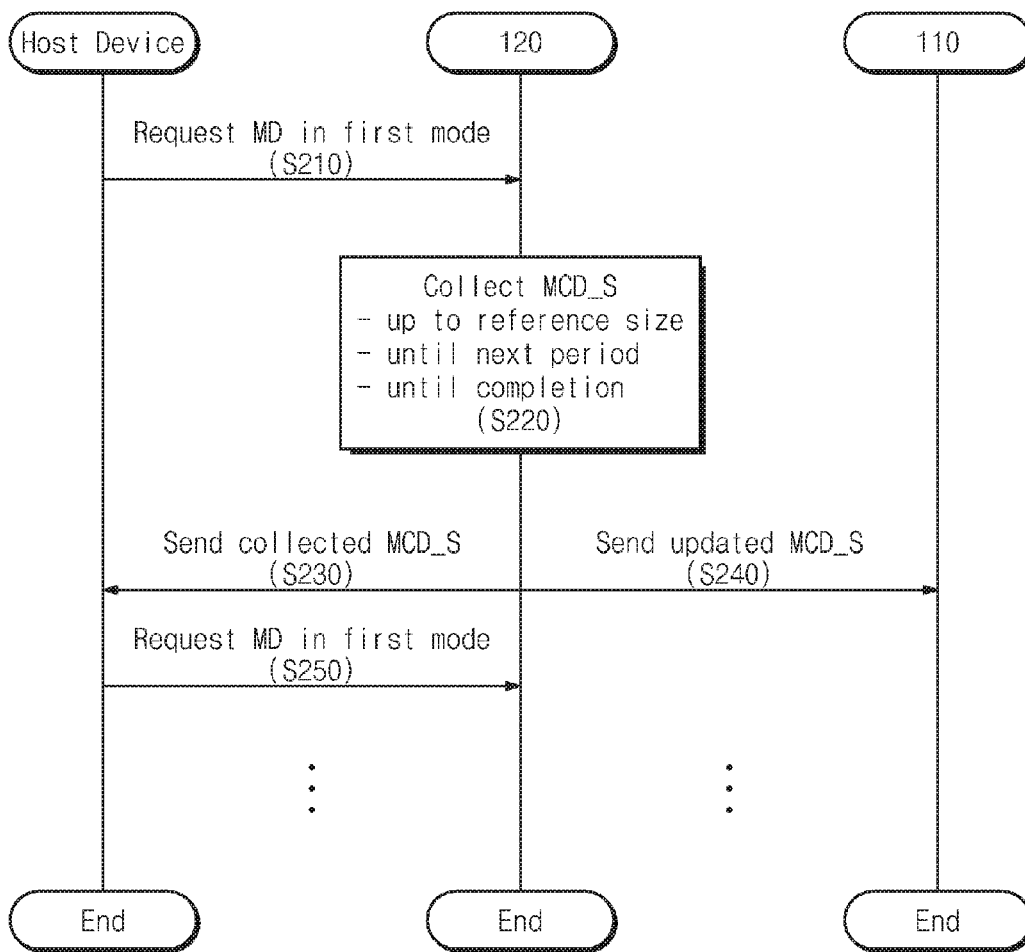 Host Device
120
110
Request MD in first mode
(S210)
Collect MCD_S
- up to reference size
- until next period
- until completion
(S220)
Send collected MCD_S
(S230)
Send updated MCD_S
(S240)
Request MD in first mode
(S250)
End
End
End